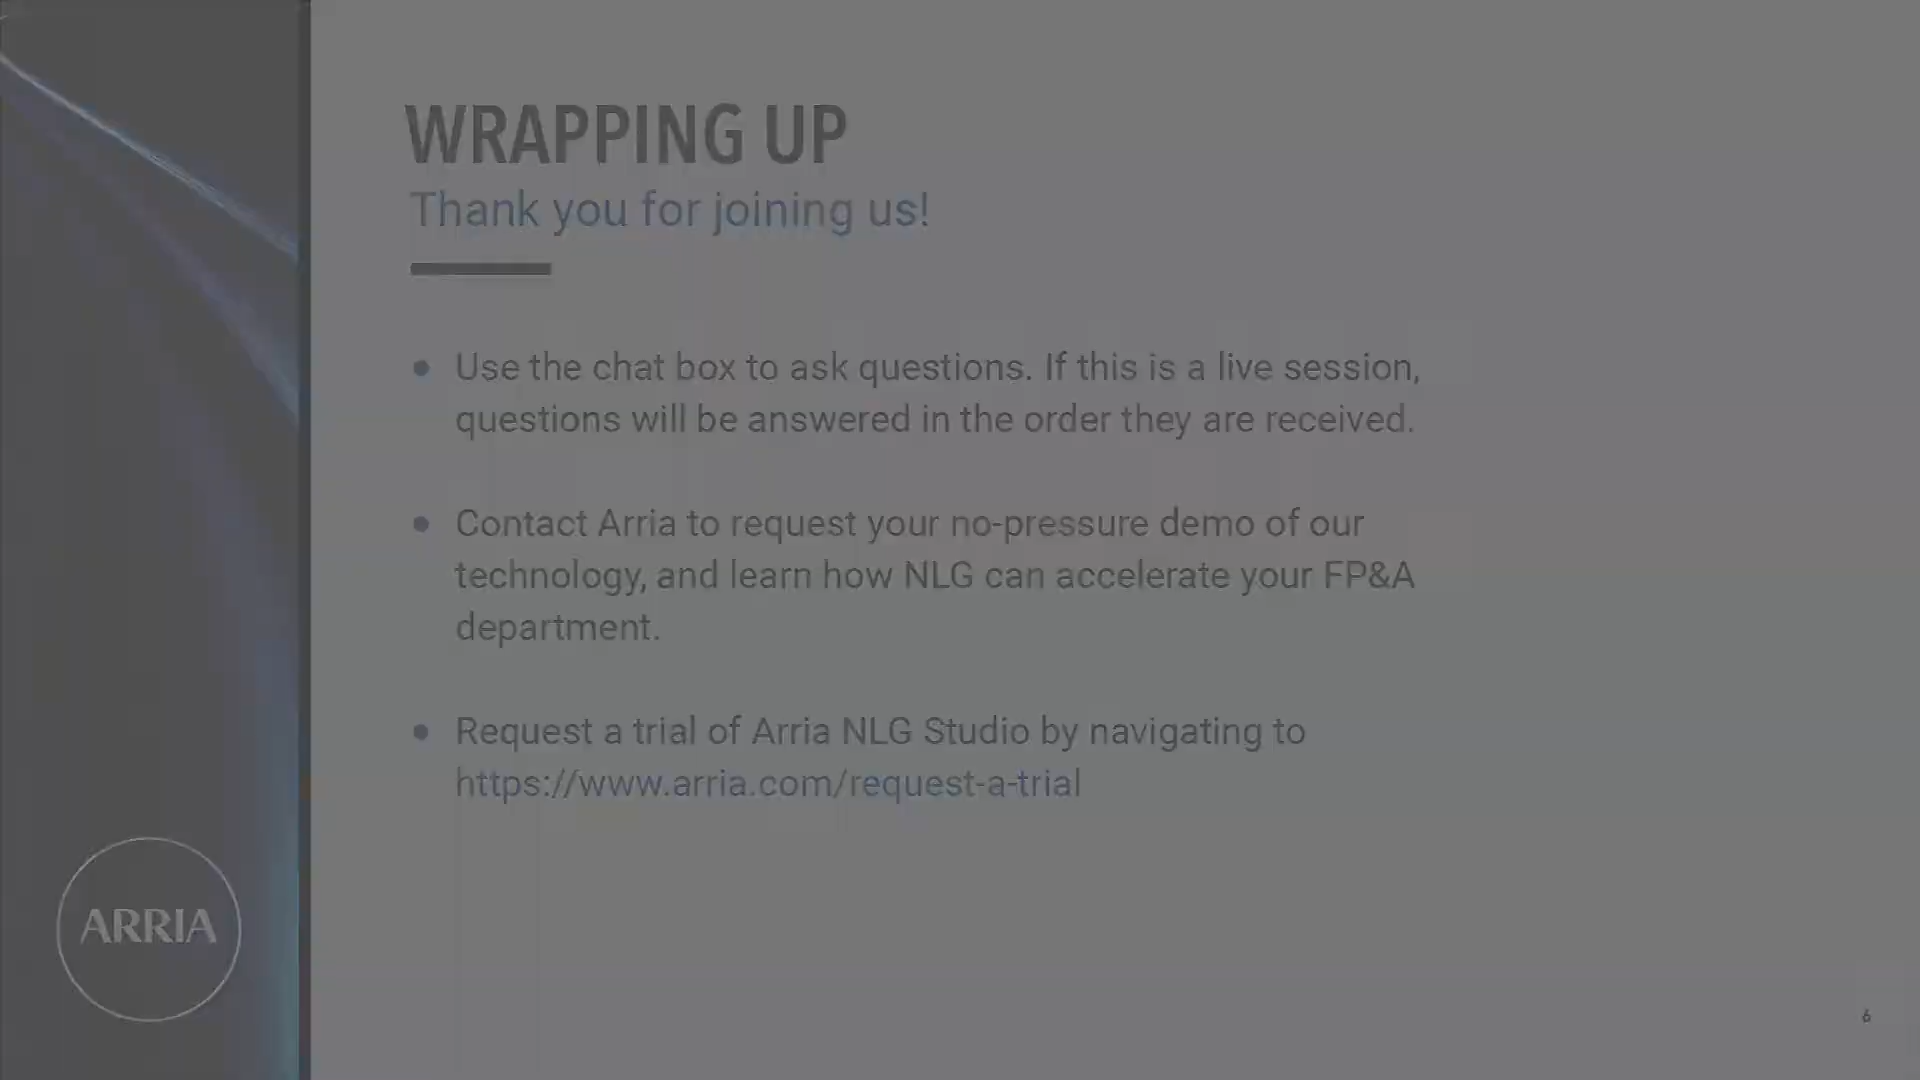 WRAPPING UP
Thank you for joining us!
• Use the chat box to ask questions. If this is a live session,
questions will be answered in the order they are received.
• Contact Arria to request your no-pressure demo of our
technology, and learn how NLG can accelerate your FP&A
department.
• Request a trial of Arria NLG Studio by navigating to
https://www.arria.com/request-a-trial
ARRIA
6